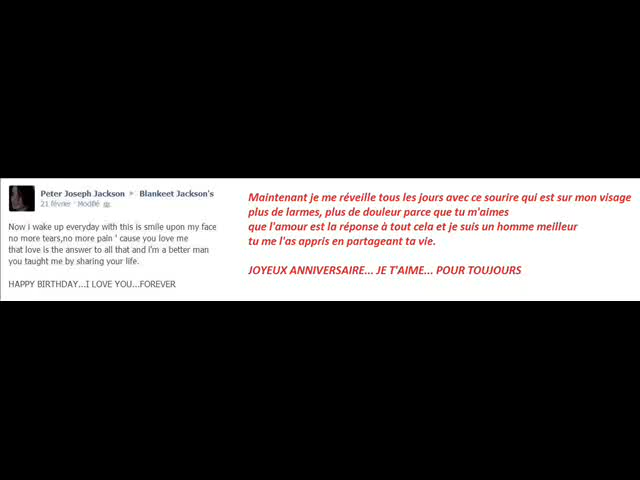 Peter Joseph Jackson ▸ Blankeet Jackson's
21 février · Modifié
Now i wake up everyday with this is smile upon my face
no more tears,no more pain ' cause you love me
that love is the answer to all that and i'm a better man
you taught me by sharing your life.
HAPPY BIRTHDAY...I LOVE YOU...FOREVER
Maintenant je me réveille tous les jours avec ce sourire qui est sur mon visage
plus de larmes, plus de douleur parce que tu m'aimes
que l'amour est la réponse à tout cela et je suis un homme meilleur
tu me l'as appris en partageant ta vie.
JOYEUX ANNIVERSAIRE... JE T'AIME... POUR TOUJOURS